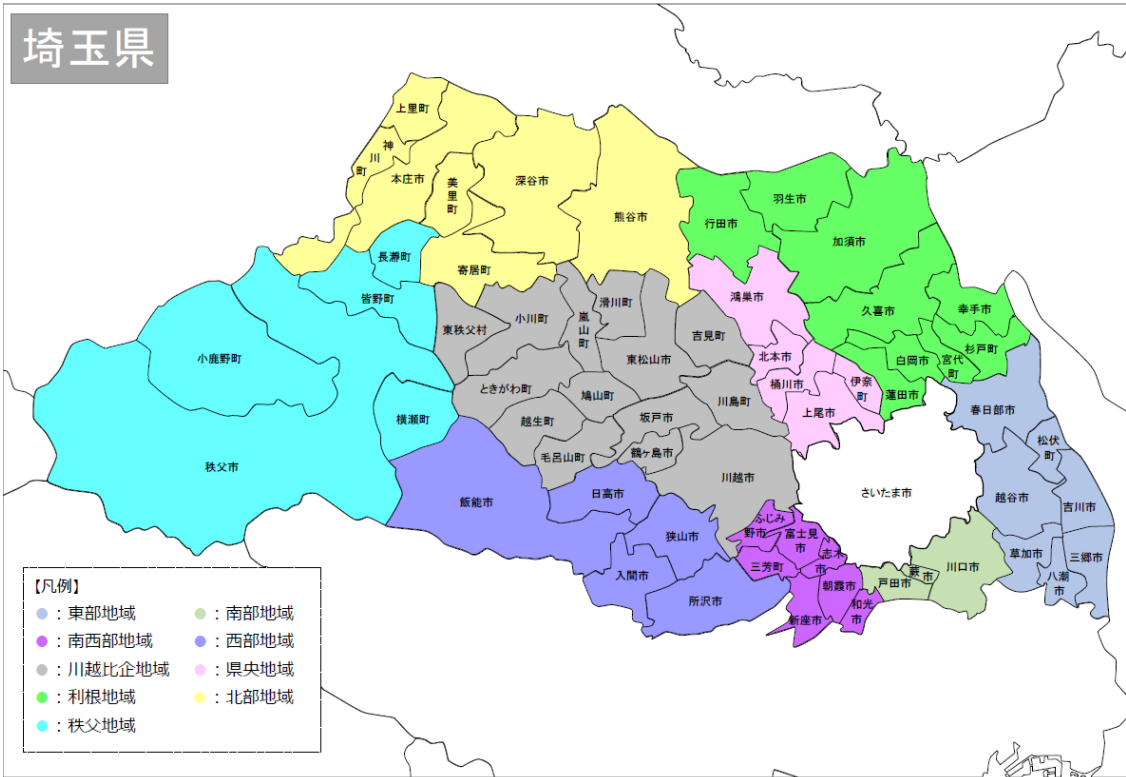 埼玉県
上里町
神川町
本庄市
美里町
深谷市
熊谷市
寄居町
長瀞町
皆野町
小鹿野町
秩父市
横瀬町
東秩父村
小川町
嵐山町
滑川町
東松山市
吉見町
ときがわ町
鳩山町
越生町
毛呂山町
坂戸市
鶴ヶ島市
川島町
川越市
行田市
羽生市
加須市
久喜市
幸手市
杉戸町
宮代町
白岡市
蓮田市
鴻巣市
北本市
桶川市
伊奈町
上尾市
さいたま市
春日部市
松伏町
越谷市
吉川市
草加市
八潮市
三郷市
川口市
蕨市
戸田市
飯能市
日高市
狭山市
入間市
所沢市
ふじみ野市
富士見市
三芳町
志木市
朝霞市
新座市
和光市
【凡例】
：東部地域
：南部地域
：南西部地域
：西部地域
：川越比企地域
：県央地域
：利根地域
：北部地域
：秩父地域